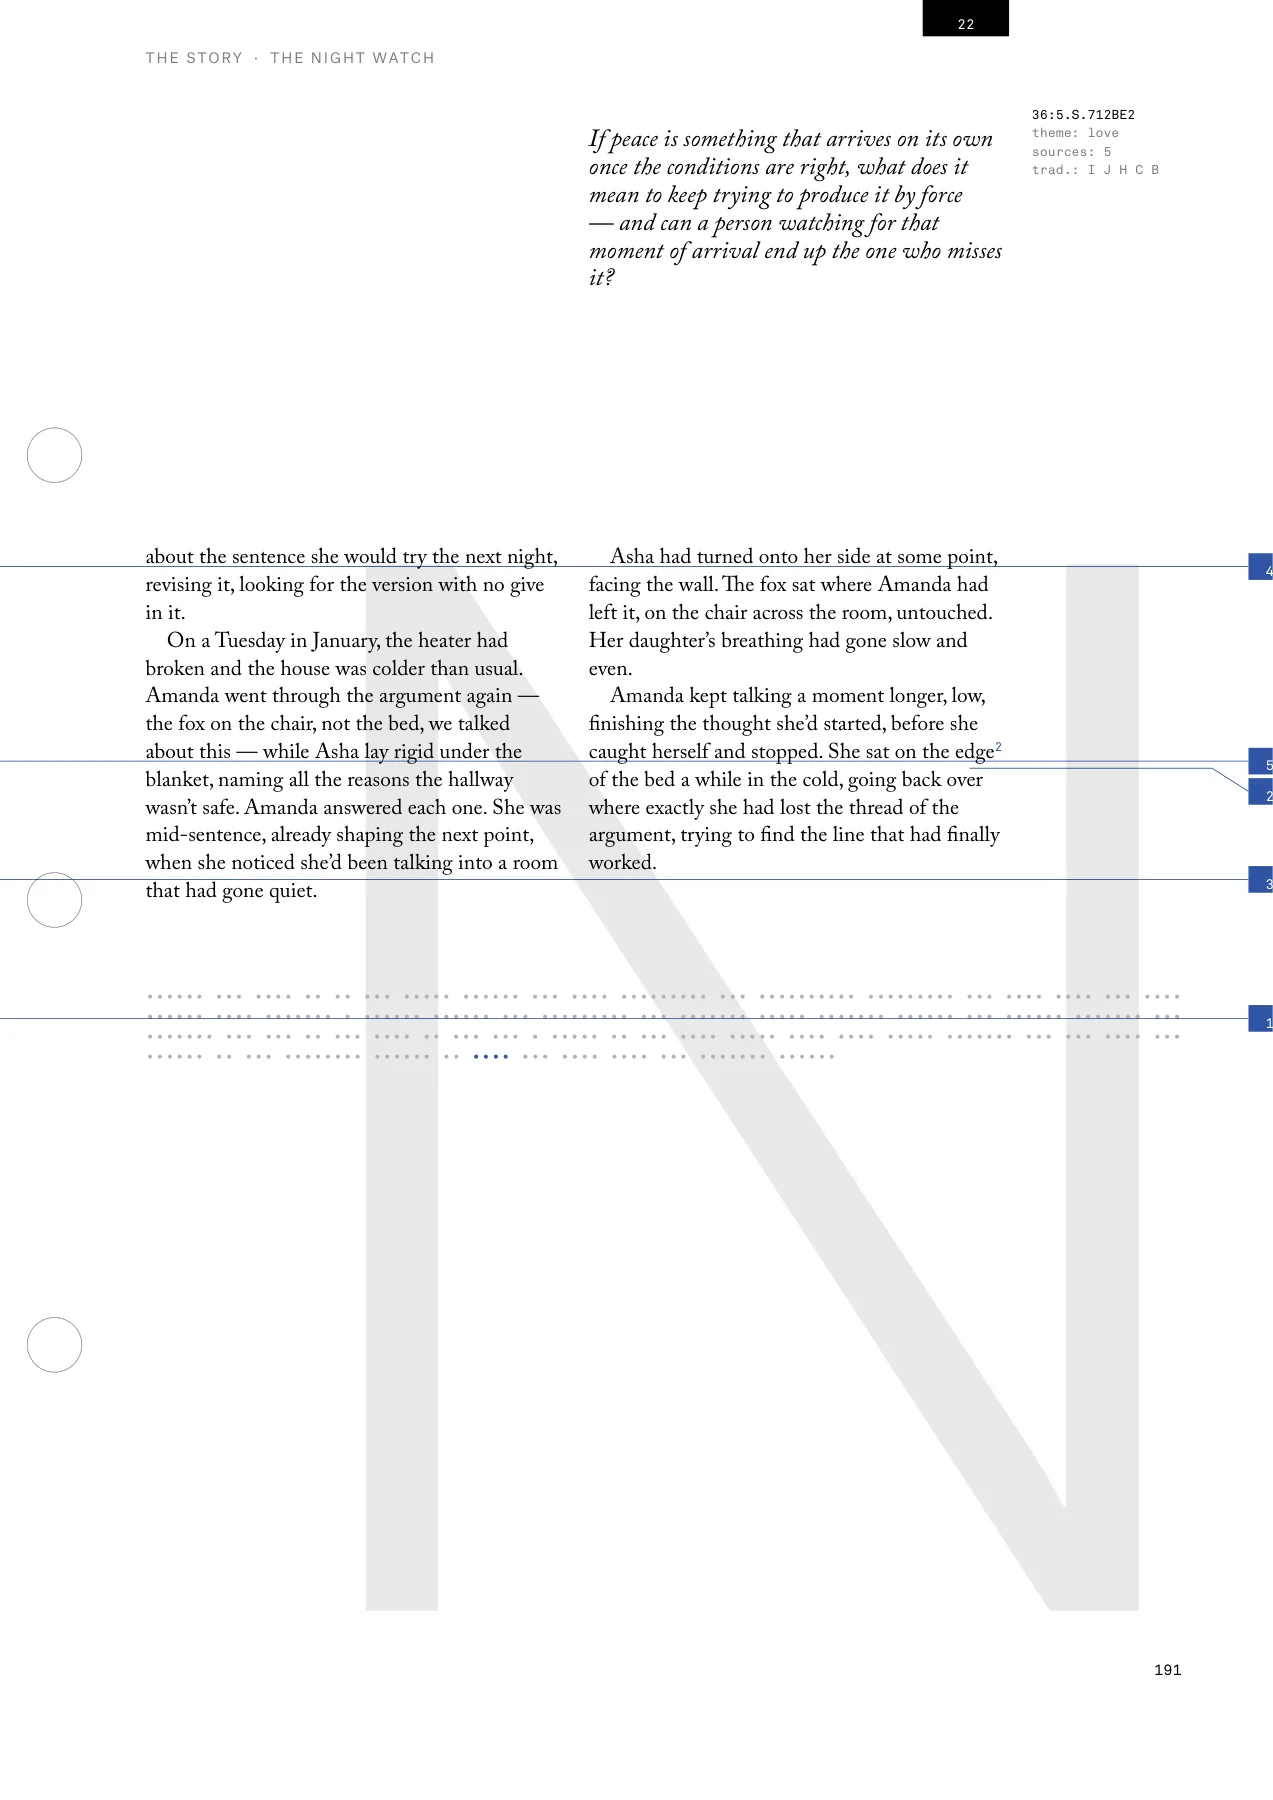 22
THE STORY · THE NIGHT WATCH
36:5.S.712BE2
theme: love
sources: 5
trad.: I J H C B
If peace is something that arrives on its own
once the conditions are right, what does it
mean to keep trying to produce it by force
— and can a person watching for that
moment of arrival end up the one who misses
it?
about the sentence she would try the next night,
revising it, looking for the version with no give
in it.
On a Tuesday in January, the heater had
broken and the house was colder than usual.
Amanda went through the argument again —
the fox on the chair, not the bed, we talked
about this — while Asha lay rigid under the
blanket, naming all the reasons the hallway
wasn’t safe. Amanda answered each one. She was
mid-sentence, already shaping the next point,
when she noticed she’d been talking into a room
that had gone quiet.
Asha had turned onto her side at some point,
facing the wall. The fox sat where Amanda had
left it, on the chair across the room, untouched.
Her daughter’s breathing had gone slow and
even.
Amanda kept talking a moment longer, low,
finishing the thought she’d started, before she
caught herself and stopped. She sat on the edge2
of the bed a while in the cold, going back over
where exactly she had lost the thread of the
argument, trying to find the line that had finally
worked.
4
5
2
3
1
N
191